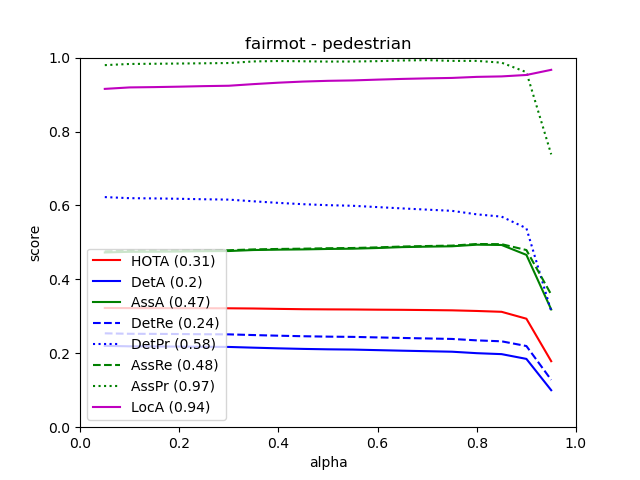 fairmot - pedestrian
1.0
0.8
0.6
0.4
0.2
0.0
score
HOTA (0.31)
DetA (0.2)
AssA (0.47)
DetRe (0.24)
DetPr (0.58)
AssRe (0.48)
AssPr (0.97)
LocA (0.94)
0.0 0.2 0.4 0.6 0.8 1.0
alpha